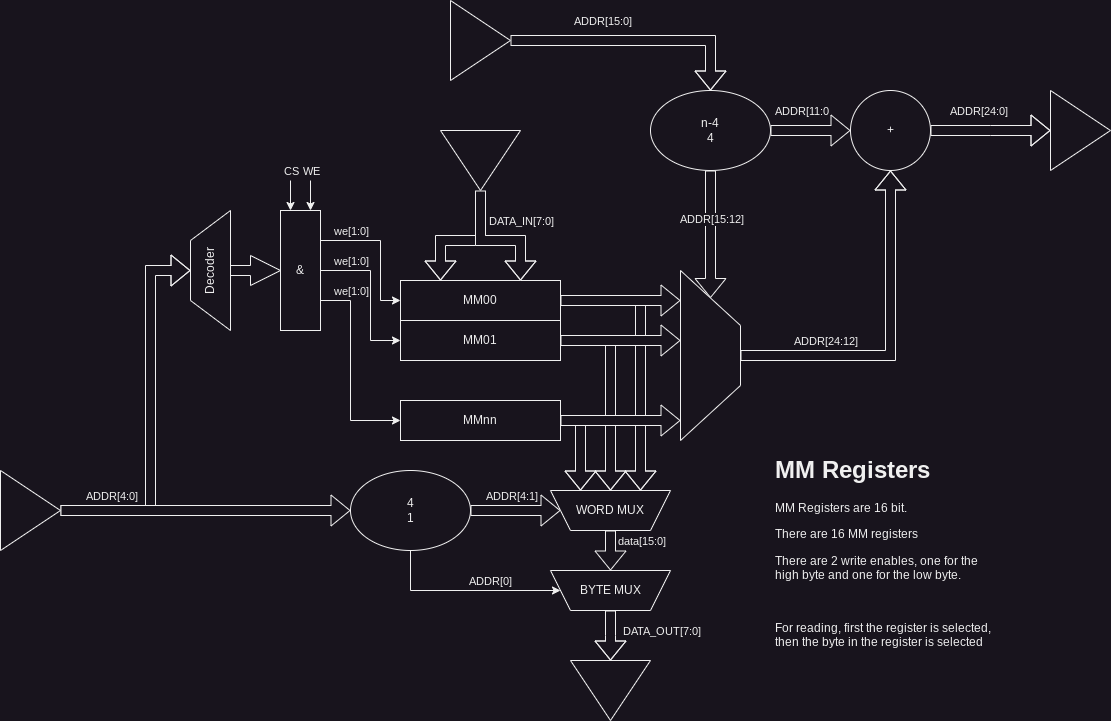 ADDR[15:0]
n-4
4
ADDR[11:0
+
ADDR[24:0]
CS WE
DATA_IN[7:0]
ADDR[15:12]
we[1:0]
Decoder
&
we[1:0]
we[1:0]
MM00
MM01
ADDR[24:12]
MMnn
MM Registers
ADDR[4:0]
4
1
ADDR[4:1]
WORD MUX
MM Registers are 16 bit.
There are 16 MM registers
data[15:0]
There are 2 write enables, one for the
high byte and one for the low byte.
ADDR[0]
BYTE MUX
DATA_OUT[7:0]
For reading, first the register is selected,
then the byte in the register is selected